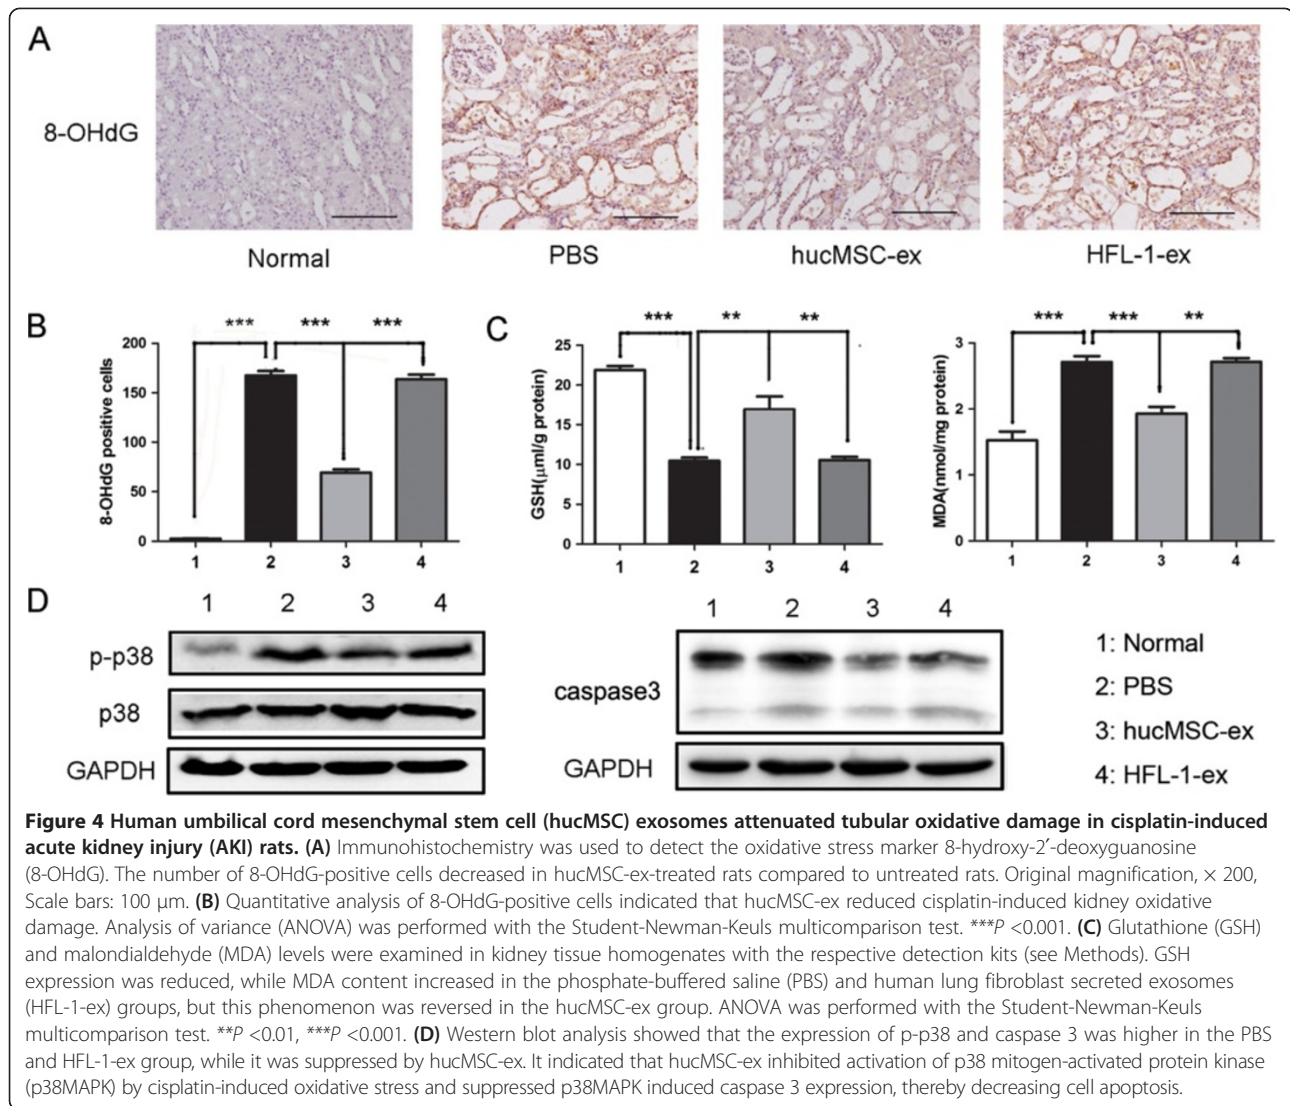 A
8-OHdG
Normal
PBS
hucMSC-ex
HFL-1-ex
B
*** *** ***
8-OHdG positive cells
200
150
100
50
0
1 2 3 4
C
*** ** **
GSH(μml/g protein)
25
20
15
10
5
0
1 2 3 4
*** *** **
MDA(nmol/mg protein)
3
2
1
0
1 2 3 4
D
1 2 3 4
p-p38
p38
GAPDH
1 2 3 4
caspase3
GAPDH
1: Normal
2: PBS
3: hucMSC-ex
4: HFL-1-ex
Figure 4 Human umbilical cord mesenchymal stem cell (hucMSC) exosomes attenuated tubular oxidative damage in cisplatin-induced
acute kidney injury (AKI) rats. (A) Immunohistochemistry was used to detect the oxidative stress marker 8-hydroxy-2′-deoxyguanosine
(8-OHdG). The number of 8-OHdG-positive cells decreased in hucMSC-ex-treated rats compared to untreated rats. Original magnification, × 200,
Scale bars: 100 μm. (B) Quantitative analysis of 8-OHdG-positive cells indicated that hucMSC-ex reduced cisplatin-induced kidney oxidative
damage. Analysis of variance (ANOVA) was performed with the Student-Newman-Keuls multicomparison test. ***P <0.001. (C) Glutathione (GSH)
and malondialdehyde (MDA) levels were examined in kidney tissue homogenates with the respective detection kits (see Methods). GSH
expression was reduced, while MDA content increased in the phosphate-buffered saline (PBS) and human lung fibroblast secreted exosomes
(HFL-1-ex) groups, but this phenomenon was reversed in the hucMSC-ex group. ANOVA was performed with the Student-Newman-Keuls
multicomparison test. **P <0.01, ***P <0.001. (D) Western blot analysis showed that the expression of p-p38 and caspase 3 was higher in the PBS
and HFL-1-ex group, while it was suppressed by hucMSC-ex. It indicated that hucMSC-ex inhibited activation of p38 mitogen-activated protein kinase
(p38MAPK) by cisplatin-induced oxidative stress and suppressed p38MAPK induced caspase 3 expression, thereby decreasing cell apoptosis.